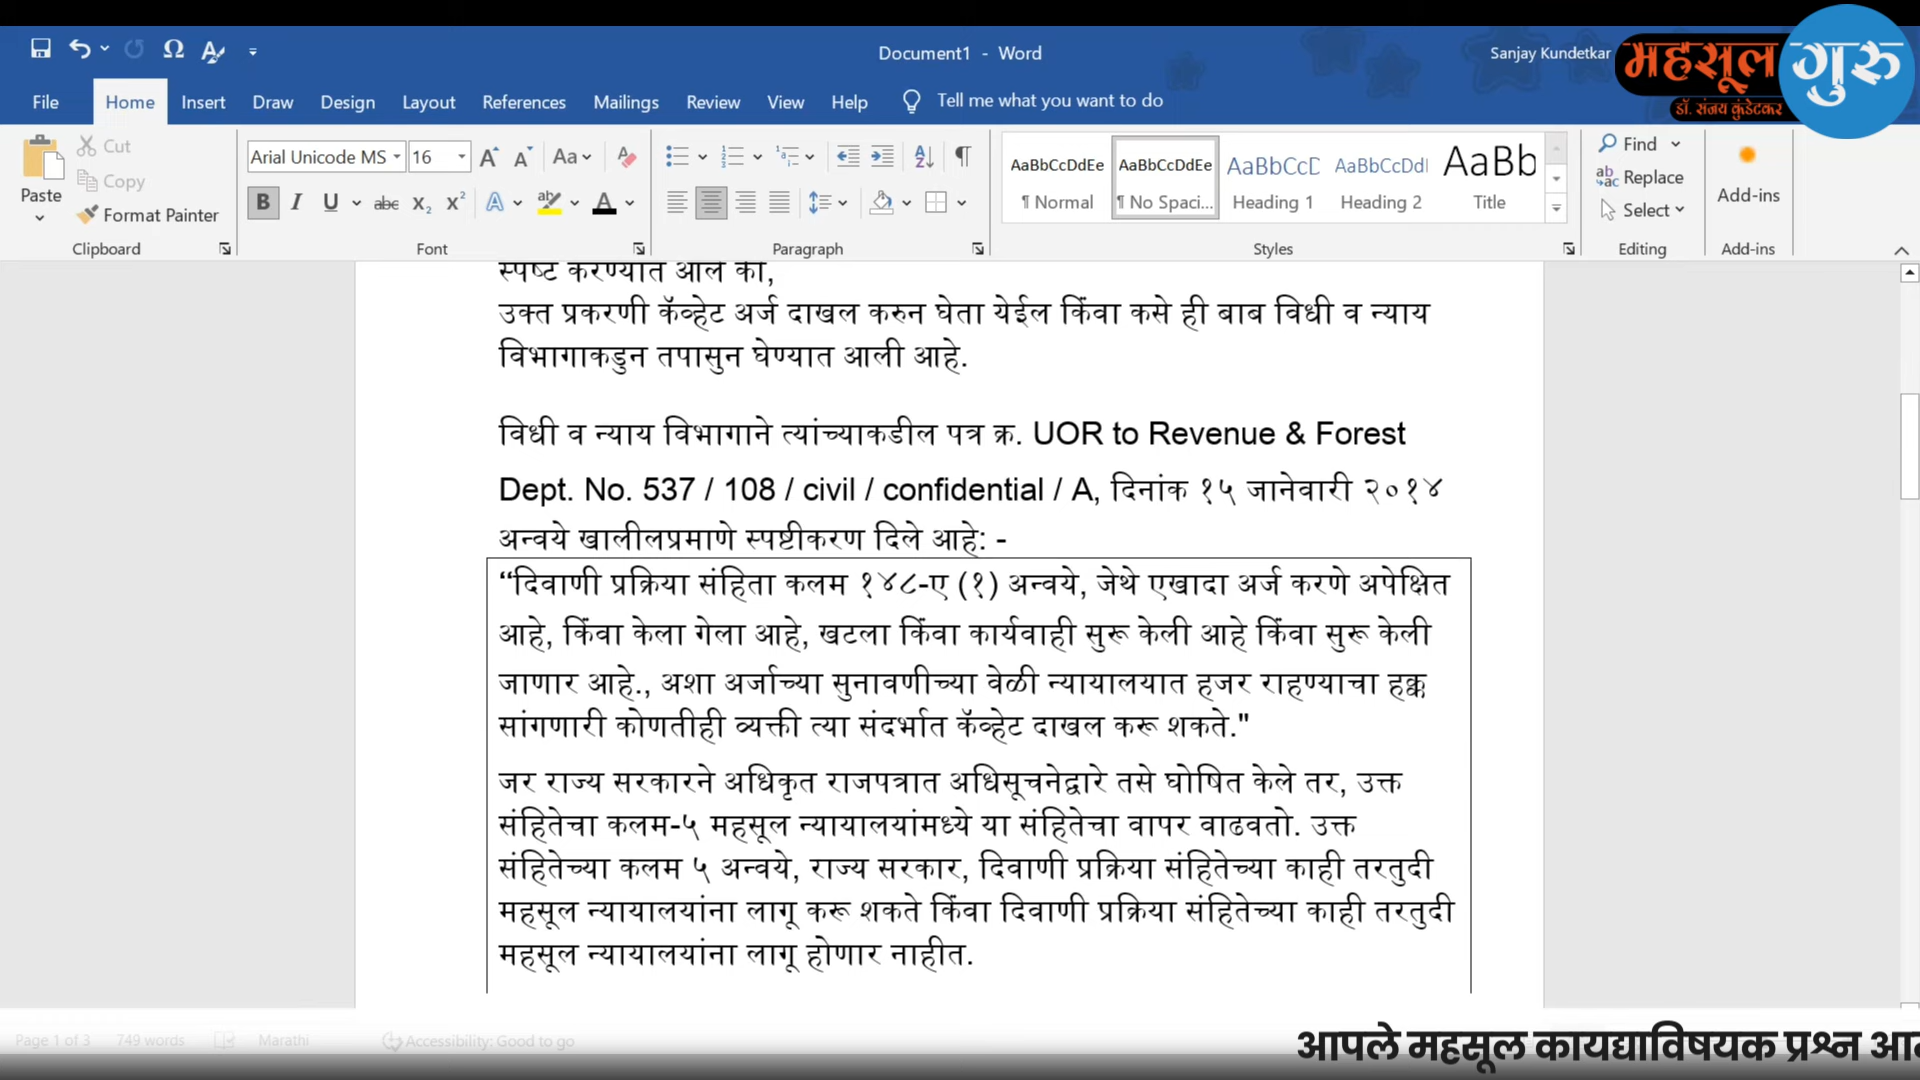 Document1 - Word
Sanjay Kundetkar
महसूल गुरु
डॉ. संजय कुंडेटकर
File Home Insert Draw Design Layout References Mailings Review View Help Tell me what you want to do
Paste
Cut
Copy
Format Painter
Clipboard
Arial Unicode MS 16
Font
Paragraph
AaBbCcDdEe AaBbCcDdEe AaBbCcD AaBbCcDdI AaBb
¶ Normal ¶ No Spaci... Heading 1 Heading 2 Title
Styles
Find
Replace
Select
Editing
Add-ins
Add-ins
स्पष्ट करण्यात आले की,
उक्त प्रकरणी कॅव्हेट अर्ज दाखल करुन घेता येईल किंवा कसे ही बाब विधी व न्याय
विभागाकडुन तपासुन घेण्यात आली आहे.
विधी व न्याय विभागाने त्यांच्याकडील पत्र क्र. UOR to Revenue & Forest
Dept. No. 537 / 108 / civil / confidential / A, दिनांक १५ जानेवारी २०१४
अन्वये खालीलप्रमाणे स्पष्टीकरण दिले आहे: -
“दिवाणी प्रक्रिया संहिता कलम १४८-ए (१) अन्वये, जेथे एखादा अर्ज करणे अपेक्षित
आहे, किंवा केला गेला आहे, खटला किंवा कार्यवाही सुरू केली आहे किंवा सुरू केली
जाणार आहे., अशा अर्जाच्या सुनावणीच्या वेळी न्यायालयात हजर राहण्याचा हक्क
सांगणारी कोणतीही व्यक्ती त्या संदर्भात कॅव्हेट दाखल करू शकते."
जर राज्य सरकारने अधिकृत राजपत्रात अधिसूचनेद्वारे तसे घोषित केले तर, उक्त
संहितेचा कलम-५ महसूल न्यायालयांमध्ये या संहितेचा वापर वाढवतो. उक्त
संहितेच्या कलम ५ अन्वये, राज्य सरकार, दिवाणी प्रक्रिया संहितेच्या काही तरतुदी
महसूल न्यायालयांना लागू करू शकते किंवा दिवाणी प्रक्रिया संहितेच्या काही तरतुदी
महसूल न्यायालयांना लागू होणार नाहीत.
Page 1 of 3 749 words Marathi Accessibility: Good to go
आपले महसूल कायद्याविषयक प्रश्न